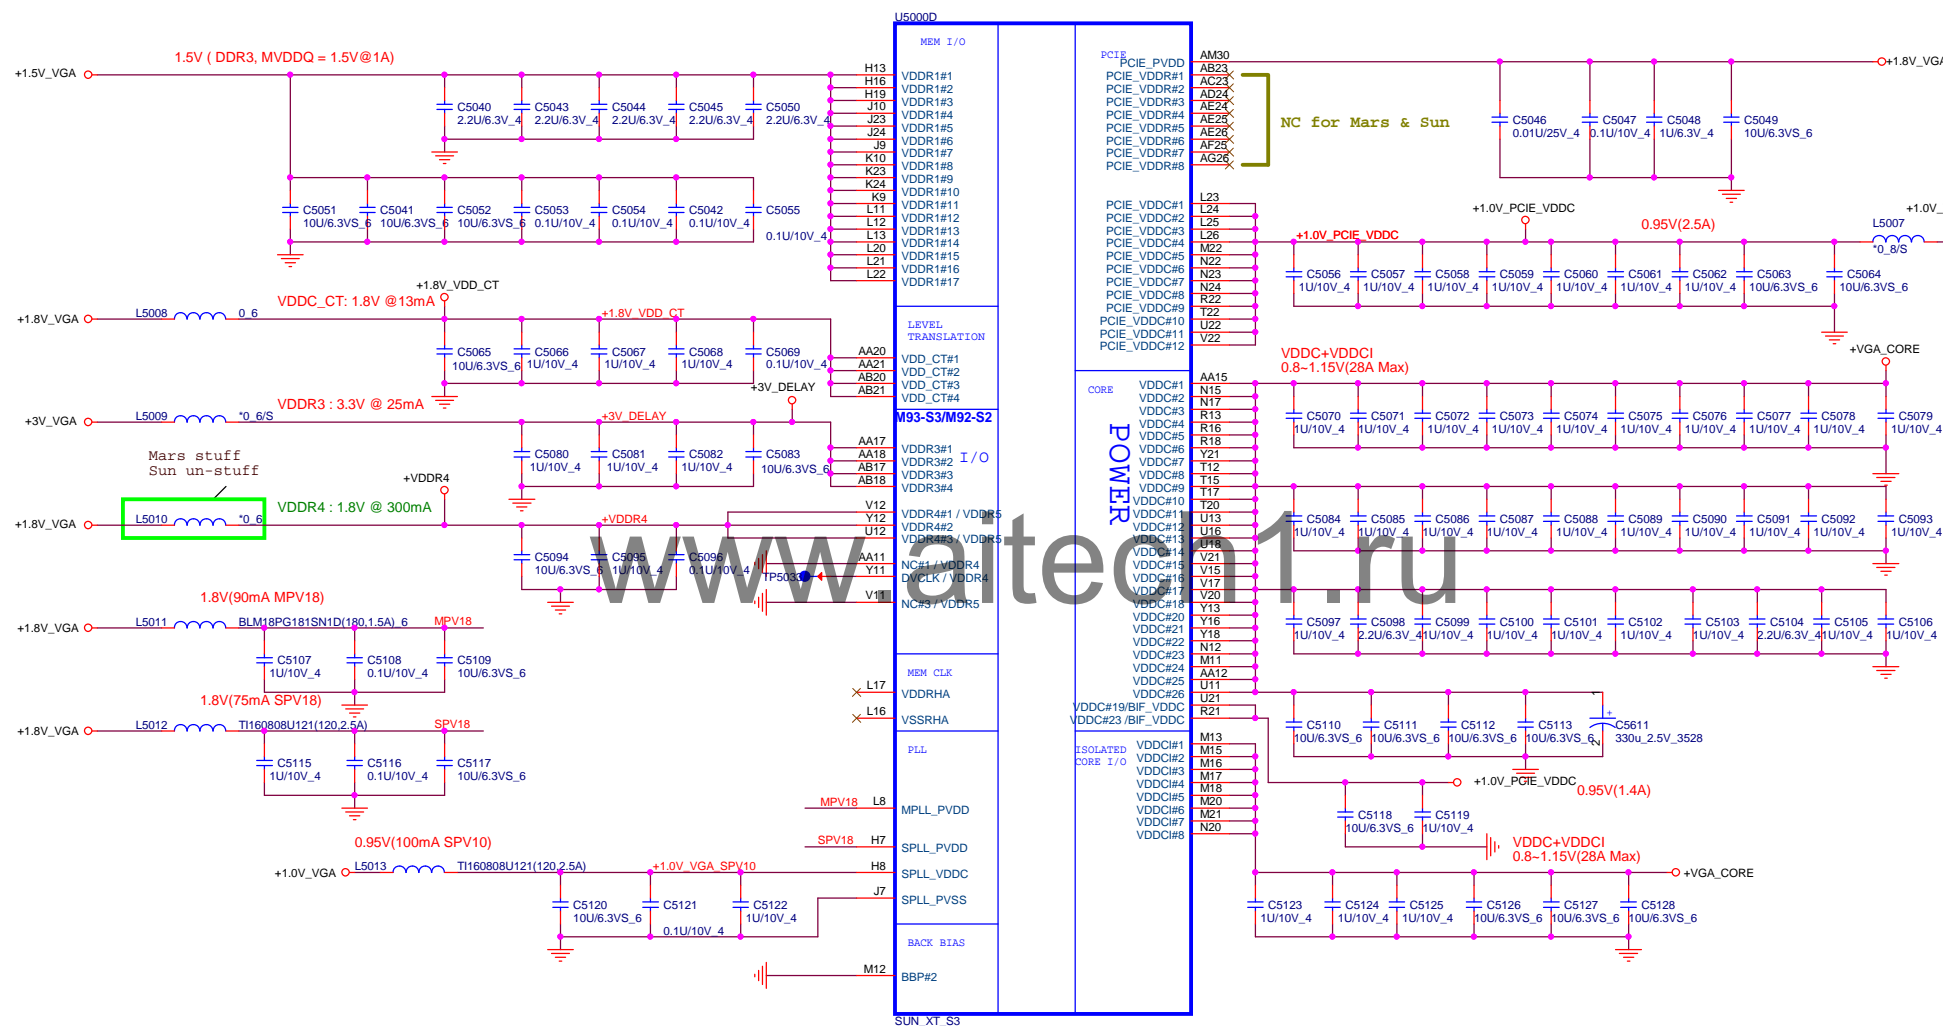 U5000D
1.5V ( DDR3, MVDDQ = 1.5V@1A)
+1.5V_VGA
C5040
2.2U/6.3V_4
C5043
2.2U/6.3V_4
C5044
2.2U/6.3V_4
C5045
2.2U/6.3V_4
C5050
2.2U/6.3V_4
C5051
10U/6.3VS_6
C5041
10U/6.3VS_6
C5052
10U/6.3VS_6
C5053
0.1U/10V_4
C5054
0.1U/10V_4
C5042
0.1U/10V_4
C5055
0.1U/10V_4
MEM I/O
H13 VDDR1#1
H16 VDDR1#2
H19 VDDR1#3
J10 VDDR1#4
J23 VDDR1#5
J24 VDDR1#6
J9 VDDR1#7
K10 VDDR1#8
K23 VDDR1#9
K24 VDDR1#10
K9 VDDR1#11
L11 VDDR1#12
L12 VDDR1#13
L13 VDDR1#14
L20 VDDR1#15
L21 VDDR1#16
L22 VDDR1#17
+1.8V_VDD_CT
VDDC_CT: 1.8V @13mA
+1.8V_VGA
L5008
0_6
+1.8V_VDD_CT
C5065
10U/6.3VS_6
C5066
1U/10V_4
C5067
1U/10V_4
C5068
1U/10V_4
C5069
0.1U/10V_4
LEVEL
TRANSLATION
AA20 VDD_CT#1
AA21 VDD_CT#2
AB20 VDD_CT#3
AB21 VDD_CT#4
+3V_DELAY
VDDR3 : 3.3V @ 25mA
+3V_VGA
L5009
*0_6/S
+3V_DELAY
C5080
1U/10V_4
C5081
1U/10V_4
C5082
1U/10V_4
C5083
10U/6.3VS_6
M93-S3/M92-S2
I/O
AA17 VDDR3#1
AA18 VDDR3#2
AB17 VDDR3#3
AB18 VDDR3#4
Mars stuff
Sun un-stuff
+VDDR4
VDDR4 : 1.8V @ 300mA
+1.8V_VGA
L5010
*0_6
+VDDR4
C5094
10U/6.3VS_6
C5095
1U/10V_4
C5096
0.1U/10V_4
V12 VDDR4#1 / VDDR5
Y12 VDDR4#2
U12 VDDR4#3 / VDDR5
AA11 NC#1 / VDDR4
TP5033
Y11 DVCLK / VDDR4
V11 NC#3 / VDDR5
www.aitech1.ru
1.8V(90mA MPV18)
+1.8V_VGA
L5011
BLM18PG181SN1D(180,1.5A)_6
MPV18
C5107
1U/10V_4
C5108
0.1U/10V_4
C5109
10U/6.3VS_6
1.8V(75mA SPV18)
+1.8V_VGA
L5012
TI160808U121(120,2.5A)
SPV18
C5115
1U/10V_4
C5116
0.1U/10V_4
C5117
10U/6.3VS_6
MEM CLK
L17 VDDRHA
L16 VSSRHA
PLL
MPV18 L8 MPLL_PVDD
SPV18 H7 SPLL_PVDD
H8 SPLL_VDDC
J7 SPLL_PVSS
0.95V(100mA SPV10)
+1.0V_VGA
L5013
TI160808U121(120,2.5A)
+1.0V_VGA_SPV10
C5120
10U/6.3VS_6
C5121
0.1U/10V_4
C5122
1U/10V_4
BACK BIAS
M12 BBP#2
SUN_XT_S3
PCIE
PCIE_PVDD AM30
PCIE_VDDR#1 AB23
PCIE_VDDR#2 AC23
PCIE_VDDR#3 AD24
PCIE_VDDR#4 AE24
PCIE_VDDR#5 AE25
PCIE_VDDR#6 AE26
PCIE_VDDR#7 AF25
PCIE_VDDR#8 AG26
NC for Mars & Sun
+1.8V_VGA
C5046
0.01U/25V_4
C5047
0.1U/10V_4
C5048
1U/6.3V_4
C5049
10U/6.3VS_6
PCIE_VDDC#1 L23
PCIE_VDDC#2 L24
PCIE_VDDC#3 L25
PCIE_VDDC#4 L26
PCIE_VDDC#5 M22
PCIE_VDDC#6 N22
PCIE_VDDC#7 N23
PCIE_VDDC#8 N24
PCIE_VDDC#9 R22
PCIE_VDDC#10 T22
PCIE_VDDC#11 U22
PCIE_VDDC#12 V22
+1.0V_PCIE_VDDC
+1.0V_PCIE_VDDC
0.95V(2.5A)
L5007
*0_8/S
+1.0V_
C5056
1U/10V_4
C5057
1U/10V_4
C5058
1U/10V_4
C5059
1U/10V_4
C5060
1U/10V_4
C5061
1U/10V_4
C5062
1U/10V_4
C5063
10U/6.3VS_6
C5064
10U/6.3VS_6
VDDC+VDDCI
0.8~1.15V(28A Max)
+VGA_CORE
CORE
POWER
VDDC#1 AA15
VDDC#2 N15
VDDC#3 N17
VDDC#4 R13
VDDC#5 R16
VDDC#6 R18
VDDC#7 Y21
VDDC#8 T12
VDDC#9 T15
VDDC#10 T17
VDDC#11 T20
VDDC#12 U13
VDDC#13 U16
VDDC#14 U18
VDDC#15 V21
VDDC#16 V15
VDDC#17 V17
VDDC#18 V20
VDDC#20 Y13
VDDC#21 Y16
VDDC#22 Y18
VDDC#23 N12
VDDC#24 M11
VDDC#25 AA12
VDDC#26 U11
VDDC#19/BIF_VDDC U21
VDDC#23 /BIF_VDDC R21
C5070
1U/10V_4
C5071
1U/10V_4
C5072
1U/10V_4
C5073
1U/10V_4
C5074
1U/10V_4
C5075
1U/10V_4
C5076
1U/10V_4
C5077
1U/10V_4
C5078
1U/10V_4
C5079
1U/10V_4
C5084
1U/10V_4
C5085
1U/10V_4
C5086
1U/10V_4
C5087
1U/10V_4
C5088
1U/10V_4
C5089
1U/10V_4
C5090
1U/10V_4
C5091
1U/10V_4
C5092
1U/10V_4
C5093
1U/10V_4
C5097
1U/10V_4
C5098
2.2U/6.3V_4
C5099
1U/10V_4
C5100
1U/10V_4
C5101
1U/10V_4
C5102
1U/10V_4
C5103
1U/10V_4
C5104
2.2U/6.3V_4
C5105
1U/10V_4
C5106
1U/10V_4
C5110
10U/6.3VS_6
C5111
10U/6.3VS_6
C5112
10U/6.3VS_6
C5113
10U/6.3VS_6
1
+
2
C5611
330u_2.5V_3528
ISOLATED
CORE I/O
VDDCI#1 M13
VDDCI#2 M15
VDDCI#3 M16
VDDCI#4 M17
VDDCI#5 M18
VDDCI#6 M20
VDDCI#7 M21
VDDCI#8 N20
+1.0V_PCIE_VDDC
0.95V(1.4A)
C5118
10U/6.3VS_6
C5119
1U/10V_4
VDDC+VDDCI
0.8~1.15V(28A Max)
+VGA_CORE
C5123
1U/10V_4
C5124
1U/10V_4
C5125
1U/10V_4
C5126
10U/6.3VS_6
C5127
10U/6.3VS_6
C5128
10U/6.3VS_6